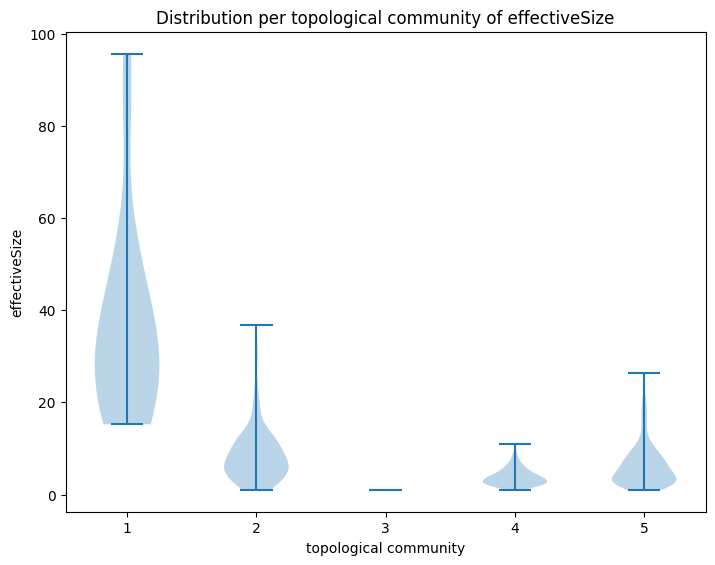 Distribution per topological community of effectiveSize
100
80
60
40
20
0
effectiveSize
1 2 3 4 5
topological community